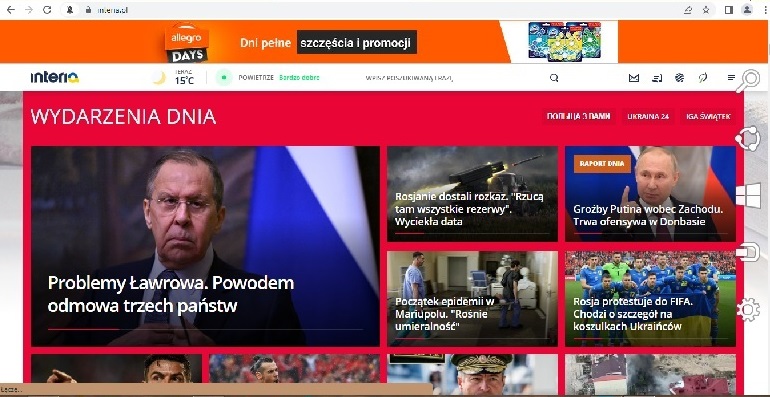 interia.pl
allegro
DAYS
Dni pełne szczęścia i promocji
interia
TERAZ
15°C
POWIETRZE Bardzo dobre
WPISZ POSZUKIWANĄ FRAZĘ
WYDARZENIA DNIA
UKRAINA 24
IGA ŚWIĄTEK
Problemy Ławrowa. Powodem
odmowa trzech państw
Rosjanie dostali rozkaz. "Rzucą
tam wszystkie rezerwy".
Wyciekła data
RAPORT DNIA
Groźby Putina wobec Zachodu.
Trwa ofensywa w Donbasie
Początek epidemii w
Mariupolu. "Rośnie
umieralność"
Rosja protestuje do FIFA.
Chodzi o szczegół na
koszulkach Ukraińców